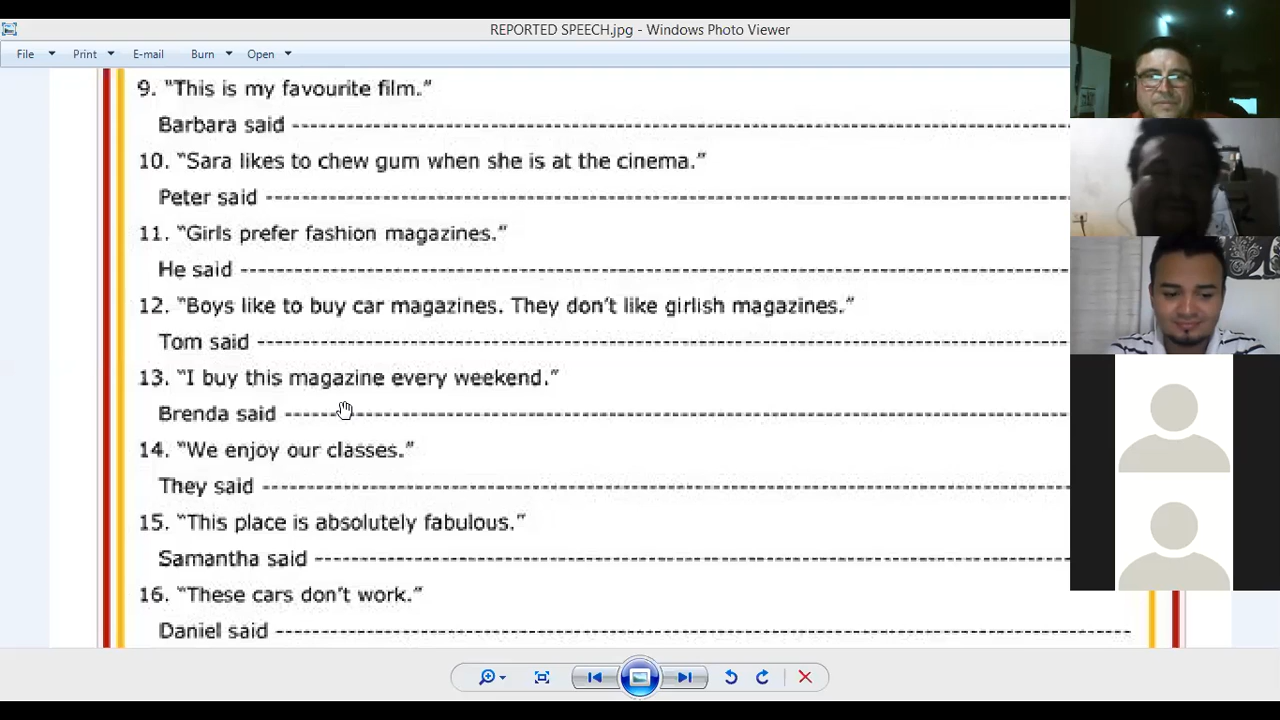 REPORTED SPEECH.jpg - Windows Photo Viewer
File Print E-mail Burn Open
9. "This is my favourite film."
Barbara said
10. "Sara likes to chew gum when she is at the cinema."
Peter said
11. "Girls prefer fashion magazines."
He said
12. "Boys like to buy car magazines. They don't like girlish magazines."
Tom said
13. "I buy this magazine every weekend."
Brenda said
14. "We enjoy our classes."
They said
15. "This place is absolutely fabulous."
Samantha said
16. "These cars don't work."
Daniel said